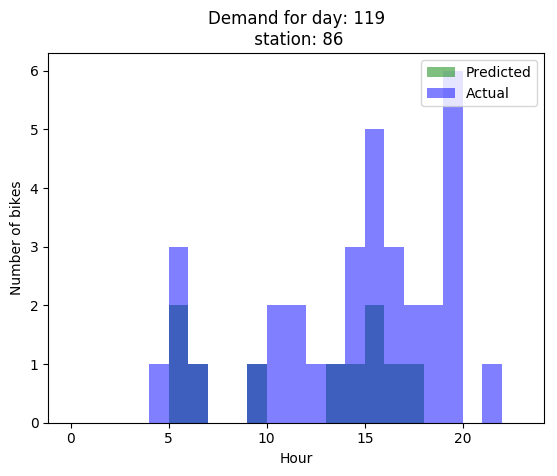 Demand for day: 119
station: 86
Predicted
Actual
6
5
4
3
2
1
0
Number of bikes
0 5 10 15 20
Hour